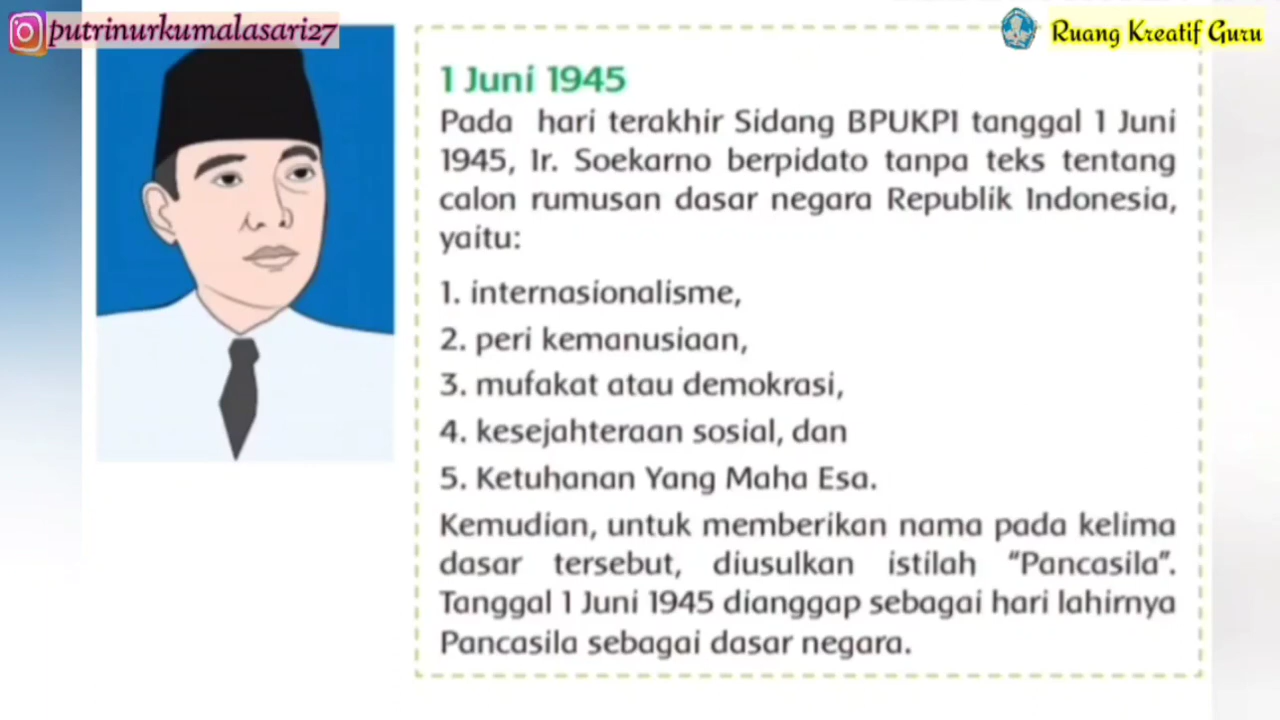 putrinurkumalasari27
Ruang Kreatif Guru
1 Juni 1945
Pada hari terakhir Sidang BPUKPI tanggal 1 Juni
1945, Ir. Soekarno berpidato tanpa teks tentang
calon rumusan dasar negara Republik Indonesia,
yaitu:
1. internasionalisme,
2. peri kemanusiaan,
3. mufakat atau demokrasi,
4. kesejahteraan sosial, dan
5. Ketuhanan Yang Maha Esa.
Kemudian, untuk memberikan nama pada kelima
dasar tersebut, diusulkan istilah "Pancasila".
Tanggal 1 Juni 1945 dianggap sebagai hari lahirnya
Pancasila sebagai dasar negara.